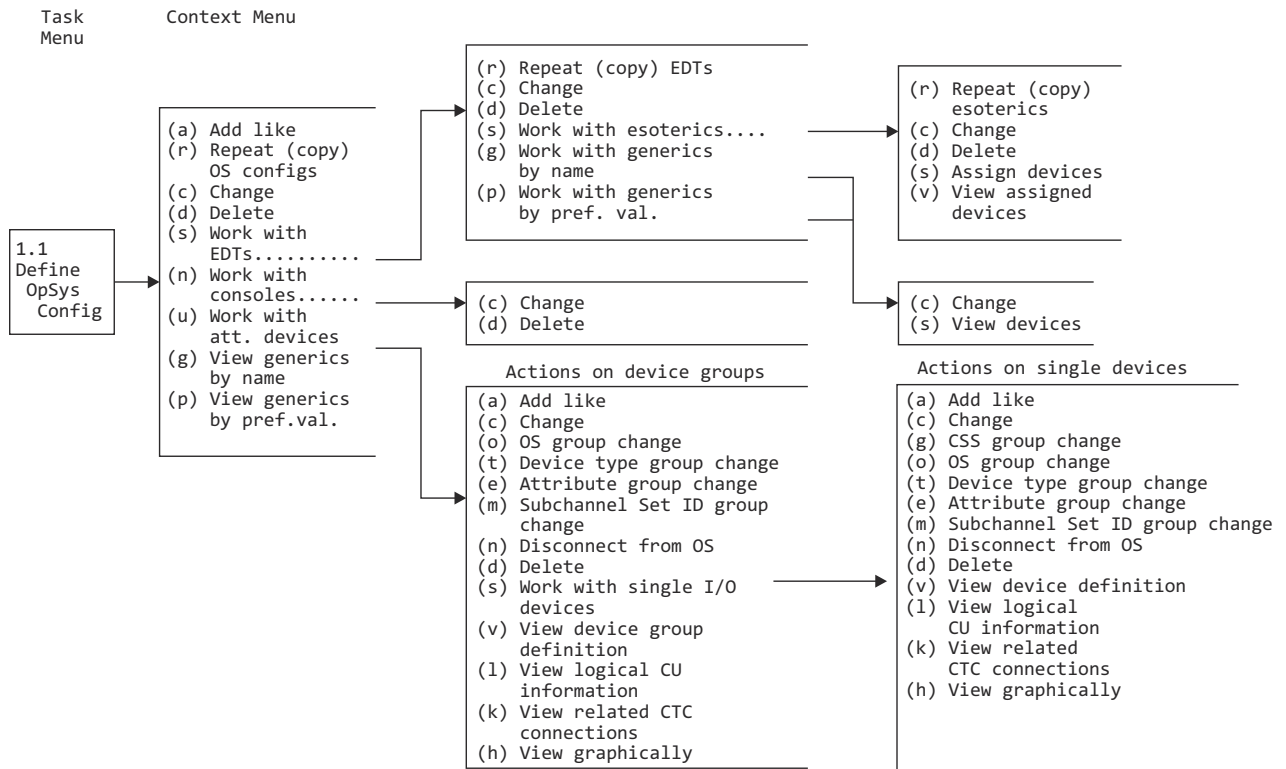 Task
Menu
Context Menu
1.1
Define
OpSys
Config
(a) Add like
(r) Repeat (copy)
OS configs
(c) Change
(d) Delete
(s) Work with
EDTs..........
(n) Work with
consoles......
(u) Work with
att. devices
(g) View generics
by name
(p) View generics
by pref.val.
(r) Repeat (copy) EDTs
(c) Change
(d) Delete
(s) Work with esoterics....
(g) Work with generics
by name
(p) Work with generics
by pref. val.
(r) Repeat (copy)
esoterics
(c) Change
(d) Delete
(s) Assign devices
(v) View assigned
devices
(c) Change
(d) Delete
(c) Change
(s) View devices
Actions on device groups
(a) Add like
(c) Change
(o) OS group change
(t) Device type group change
(e) Attribute group change
(m) Subchannel Set ID group
change
(n) Disconnect from OS
(d) Delete
(s) Work with single I/O
devices
(v) View device group
definition
(l) View logical CU
information
(k) View related CTC
connections
(h) View graphically
Actions on single devices
(a) Add like
(c) Change
(g) CSS group change
(o) OS group change
(t) Device type group change
(e) Attribute group change
(m) Subchannel Set ID group change
(n) Disconnect from OS
(d) Delete
(v) View device definition
(l) View logical
CU information
(k) View related
CTC connections
(h) View graphically